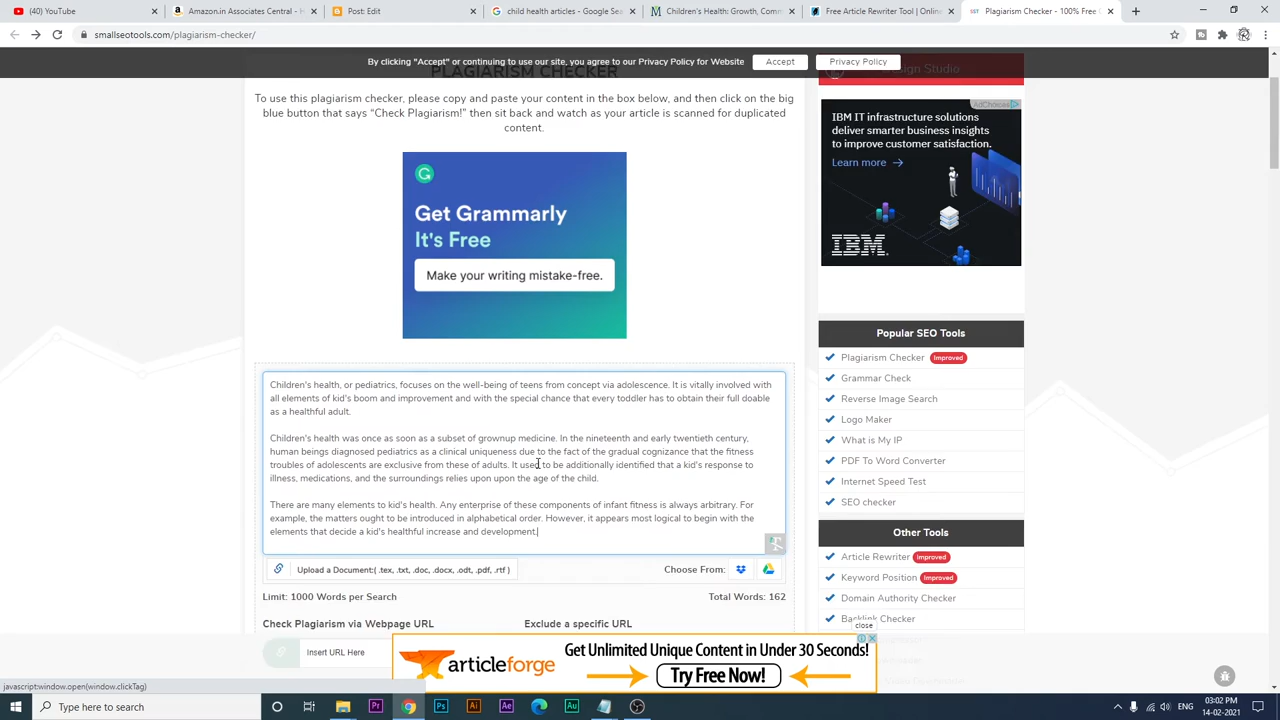 (40) YouTube
Amazon.in Associates Central - H
Post: Edit
child health articles - Google Sea
Children's Health: Growth, Comm
Free Article Rewriter Tool | Online
Plagiarism Checker - 100% Free O
smallseotools.com/plagiarism-checker/
By clicking "Accept" or continuing to use our site, you agree to our Privacy Policy for Website
Accept
Privacy Policy
PLAGIARISM CHECKER
Design Studio
To use this plagiarism checker, please copy and paste your content in the box below, and then click on the big
blue button that says “Check Plagiarism!” then sit back and watch as your article is scanned for duplicated
content.
AdChoices
IBM IT infrastructure solutions
deliver smarter business insights
to improve customer satisfaction.
Learn more
IBM
Get Grammarly
It's Free
Make your writing mistake-free.
Popular SEO Tools
Plagiarism Checker Improved
Grammar Check
Reverse Image Search
Logo Maker
What is My IP
PDF To Word Converter
Internet Speed Test
SEO checker
Other Tools
Article Rewriter Improved
Keyword Position Improved
Domain Authority Checker
Backlink Checker
Children's health, or pediatrics, focuses on the well-being of teens from concept via adolescence. It is vitally involved with
all elements of kid's boom and improvement and with the special chance that every toddler has to obtain their full doable
as a healthful adult.
Children's health was once as soon as a subset of grownup medicine. In the nineteenth and early twentieth century,
human beings diagnosed pediatrics as a clinical uniqueness due to the fact of the gradual cognizance that the fitness
troubles of adolescents are exclusive from these of adults. It used to be additionally identified that a kid's response to
illness, medications, and the surroundings relies upon upon the age of the child.
There are many elements to kid's health. Any enterprise of these components of infant fitness is always arbitrary. For
example, the matters ought to be introduced in alphabetical order. However, it appears most logical to begin with the
elements that decide a kid's healthful increase and development.
Upload a Document:( .tex, .txt, .doc, .docx, .odt, .pdf, .rtf )
Choose From:
Limit: 1000 Words per Search
Total Words: 162
Check Plagiarism via Webpage URL
Exclude a specific URL
Insert URL Here
close
articleforge
Get Unlimited Unique Content in Under 30 Seconds!
Try Free Now!
javascript:window.open(window.clickTag)
Type here to search
Pr
Ps
Ai
Ae
Au
ENG
03:02 PM
14-02-2021